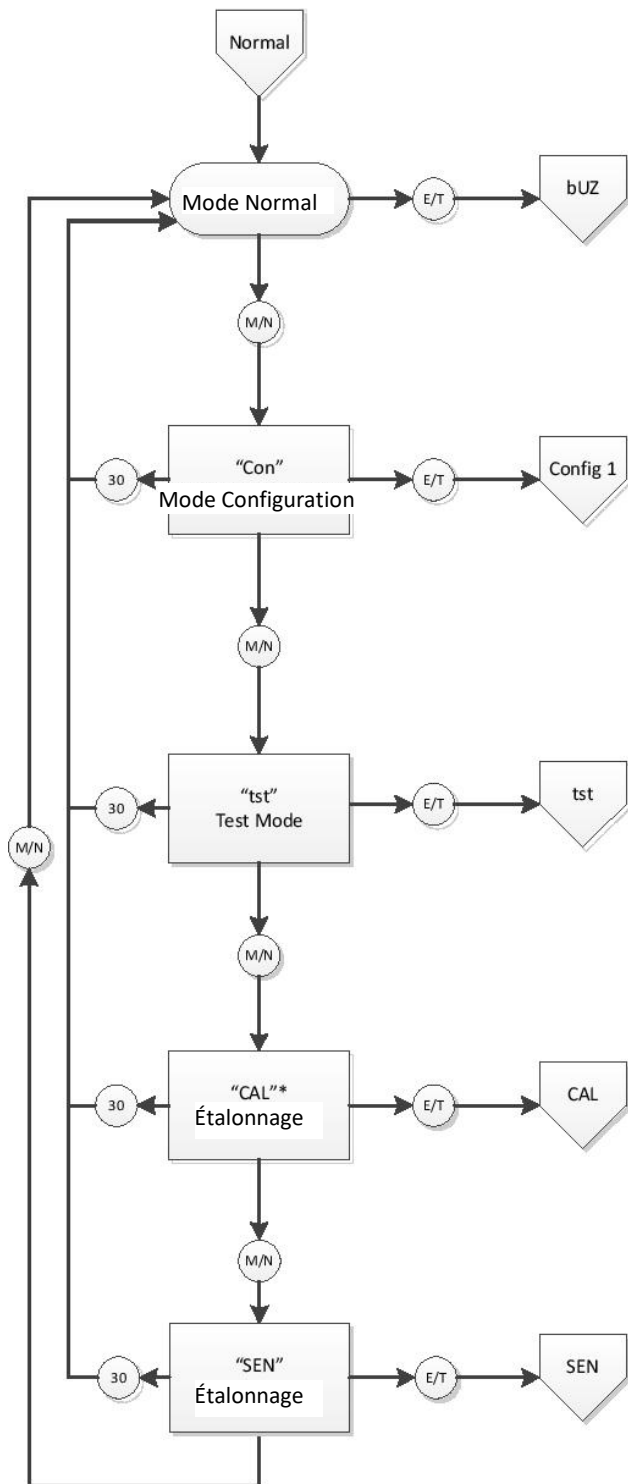 Normal
Mode Normal
E/T
bUZ
M/N
“Con”
Mode Configuration
30
E/T
Config 1
M/N
“tst”
Test Mode
30
E/T
tst
M/N
M/N
“CAL”*
Étalonnage
30
E/T
CAL
M/N
“SEN”
Étalonnage
30
E/T
SEN